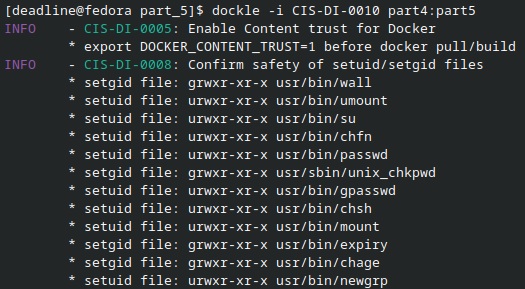 [deadline@fedora part_5]$ dockle -i CIS-DI-0010 part4:part5
INFO    - CIS-DI-0005: Enable Content trust for Docker
        * export DOCKER_CONTENT_TRUST=1 before docker pull/build
INFO    - CIS-DI-0008: Confirm safety of setuid/setgid files
        * setgid file: grwxr-xr-x usr/bin/wall
        * setuid file: urwxr-xr-x usr/bin/umount
        * setuid file: urwxr-xr-x usr/bin/su
        * setuid file: urwxr-xr-x usr/bin/chfn
        * setuid file: urwxr-xr-x usr/bin/passwd
        * setgid file: grwxr-xr-x usr/sbin/unix_chkpwd
        * setuid file: urwxr-xr-x usr/bin/gpasswd
        * setuid file: urwxr-xr-x usr/bin/chsh
        * setuid file: urwxr-xr-x usr/bin/mount
        * setgid file: grwxr-xr-x usr/bin/expiry
        * setgid file: grwxr-xr-x usr/bin/chage
        * setuid file: urwxr-xr-x usr/bin/newgrp